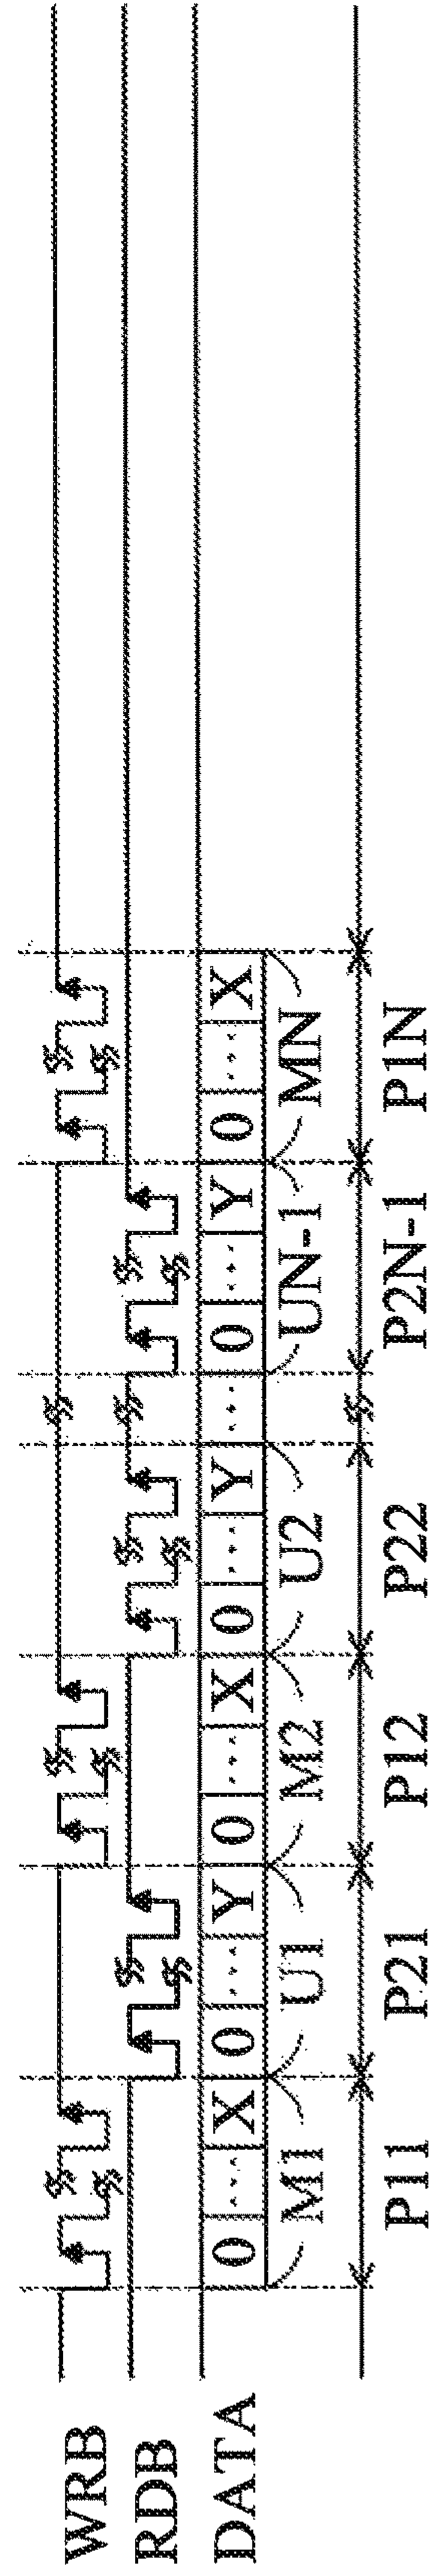 WRB
RDB
DATA 0 ... X 0 ... Y 0 ... X 0 ... Y ... 0 ... Y 0 ... X
M1 U1 M2 U2 UN-1 MN
P11 P21 P12 P22 P2N-1 P1N